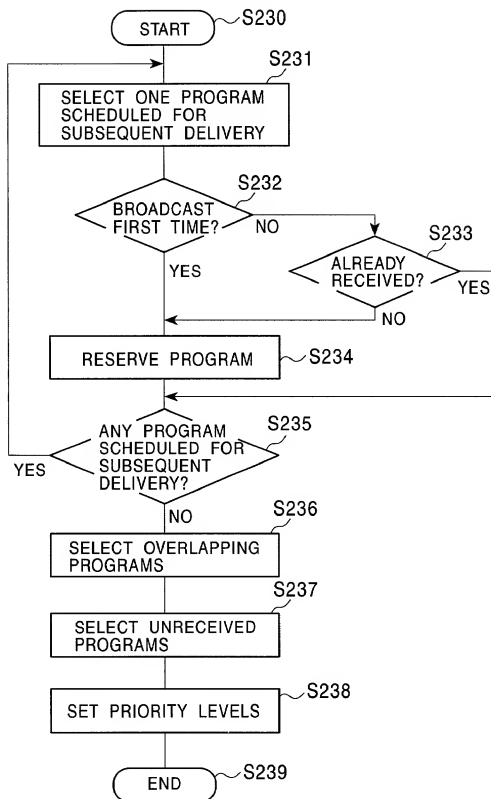 START
S230
S231
SELECT ONE PROGRAM
SCHEDULED FOR
SUBSEQUENT DELIVERY
S232
BROADCAST
FIRST TIME?
NO
YES
S233
ALREADY
RECEIVED?
YES
NO
RESERVE PROGRAM
S234
S235
ANY PROGRAM
SCHEDULED FOR
SUBSEQUENT
DELIVERY?
YES
NO
S236
SELECT OVERLAPPING
PROGRAMS
S237
SELECT UNRECEIVED
PROGRAMS
S238
SET PRIORITY LEVELS
END
S239